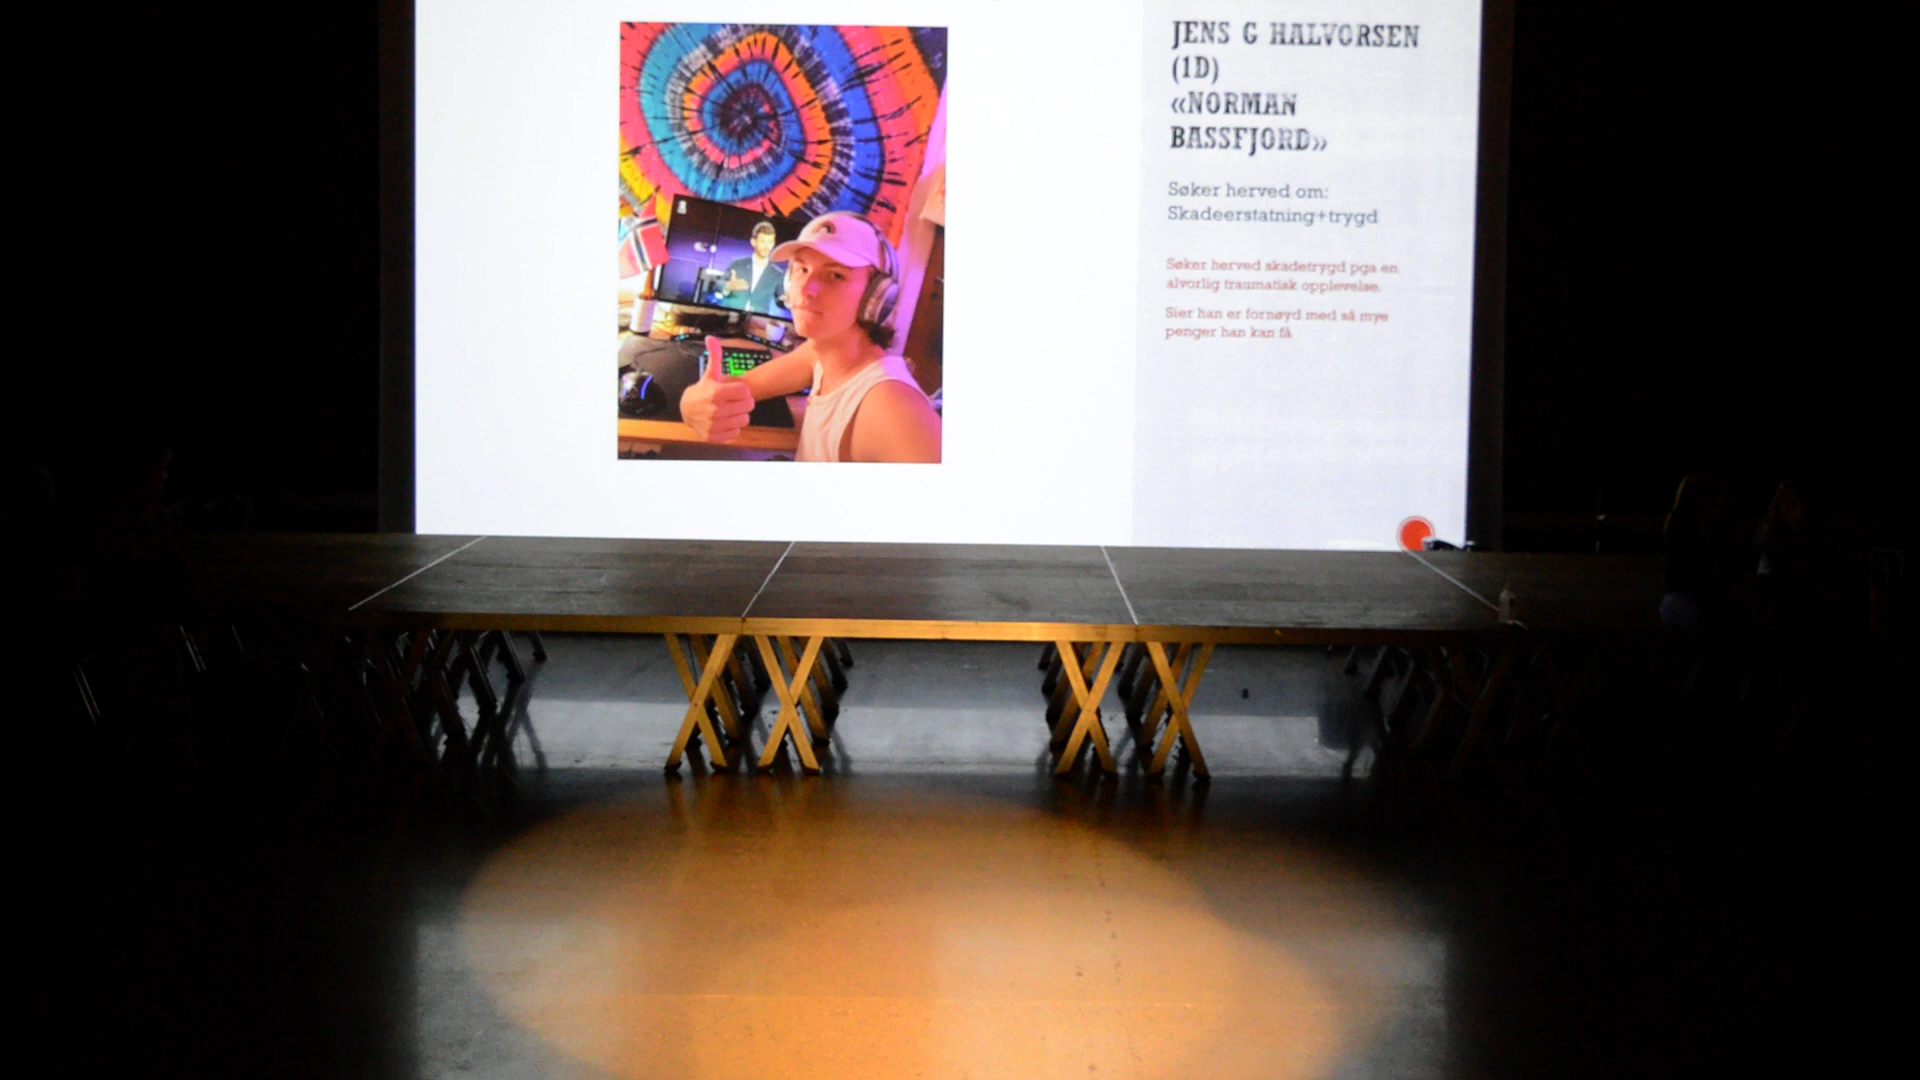 JENS G HALVORSEN
(1D)
«NORMAN
BASSFJORD»
Søker herved om:
Skadeerstatning+trygd
Søker herved skadetrygd pga en
alvorlig traumatisk opplevelse.
Sier han er fornøyd med så mye
penger han kan få